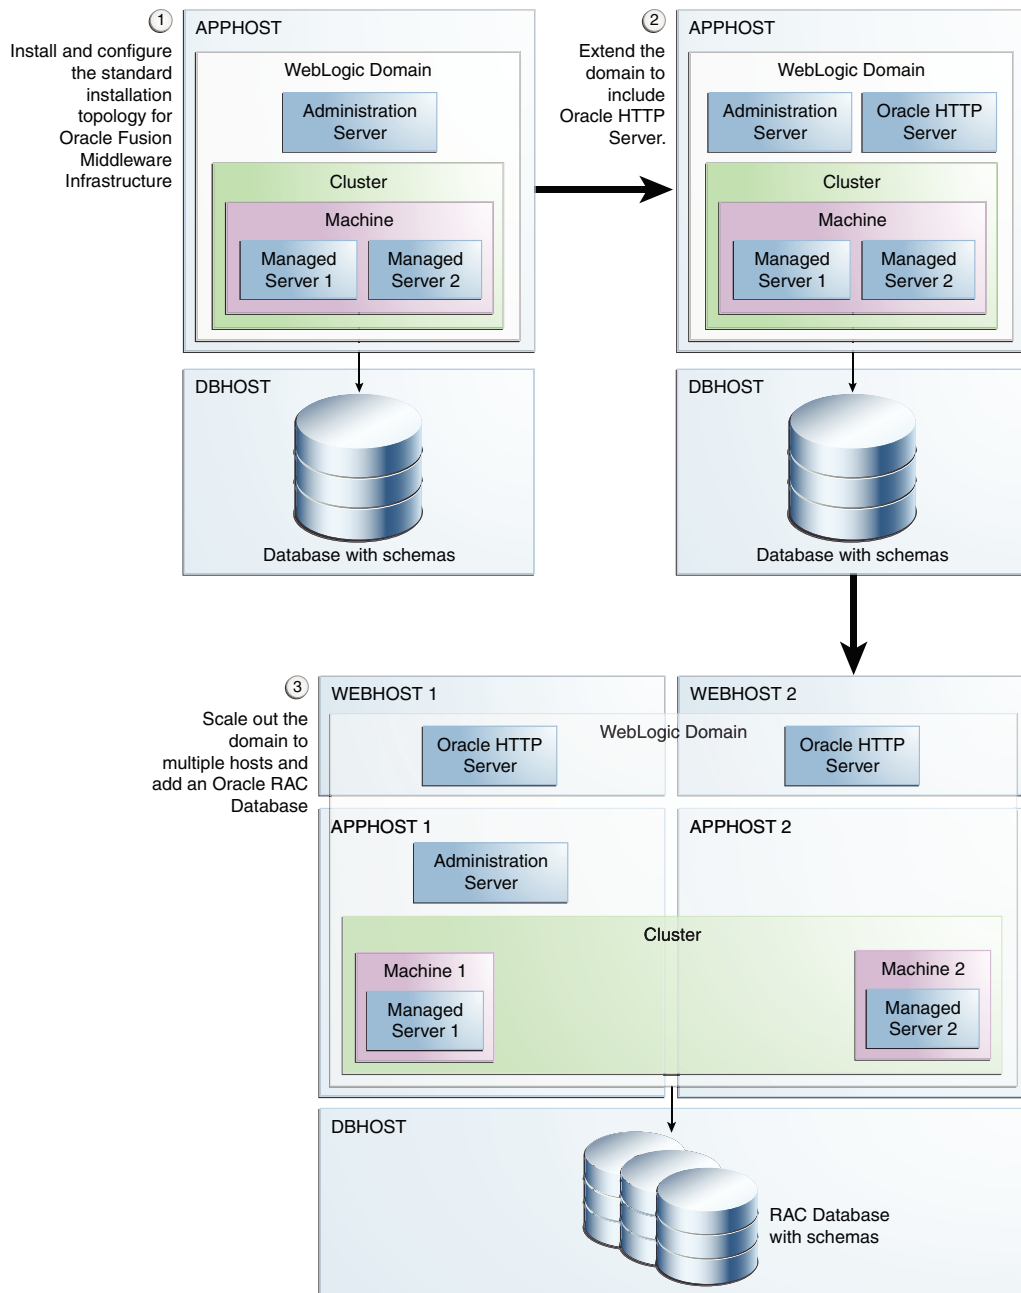 1
Install and configure
the standard
installation
topology for
Oracle Fusion
Middleware
Infrastructure
APPHOST
WebLogic Domain
Administration
Server
Cluster
Machine
Managed
Server 1
Managed
Server 2
DBHOST
Database with schemas
2
Extend the
domain to
include
Oracle HTTP
Server.
APPHOST
WebLogic Domain
Administration
Server
Oracle HTTP
Server
Cluster
Machine
Managed
Server 1
Managed
Server 2
DBHOST
Database with schemas
3
Scale out the
domain to
multiple hosts and
add an Oracle RAC
Database
WEBHOST 1
WEBHOST 2
WebLogic Domain
Oracle HTTP
Server
Oracle HTTP
Server
APPHOST 1
APPHOST 2
Administration
Server
Cluster
Machine 1
Managed
Server 1
Machine 2
Managed
Server 2
DBHOST
RAC Database
with schemas